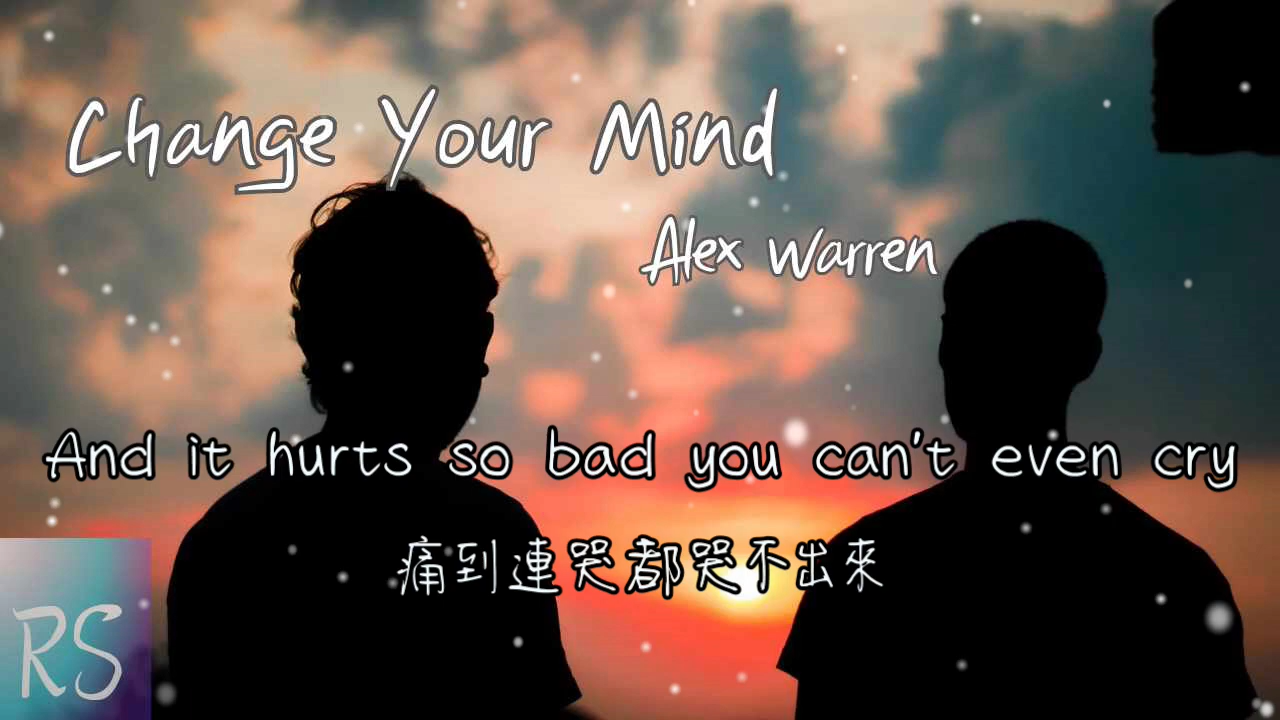 Change Your Mind
Alex Warren
And it hurts so bad you can't even cry
痛到連哭都哭不出來
RS